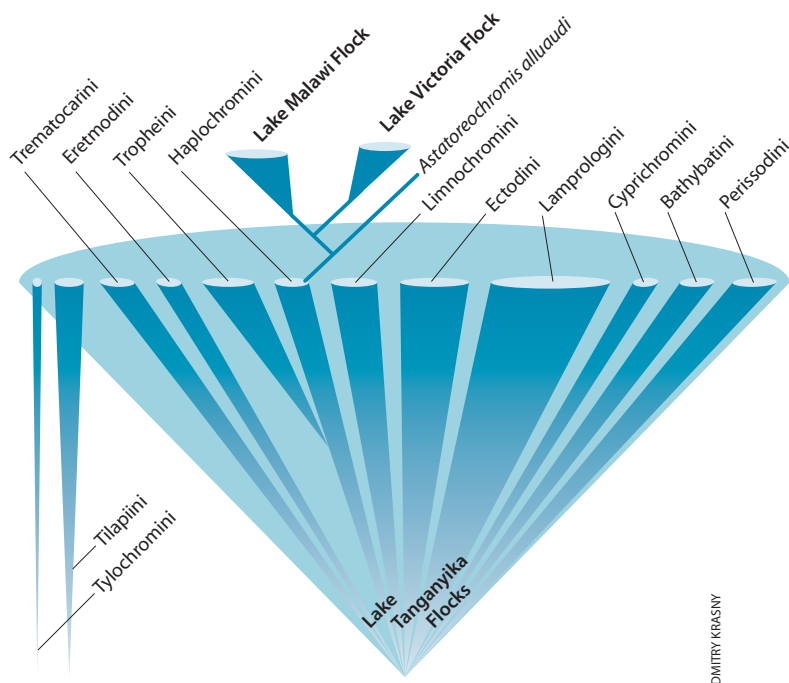 Trematocarini
Eretmodini
Tropheini
Haplochromini
Lake Malawi Flock
Lake Victoria Flock
Astatoreochromis alluaudi
Limnochromini
Ectodini
Lamprologini
Cyprichromini
Bathybatini
Perissodini
Tilapiini
Tylochromini
Lake
Tanganyika
Flocks
DMITRY KRASNY